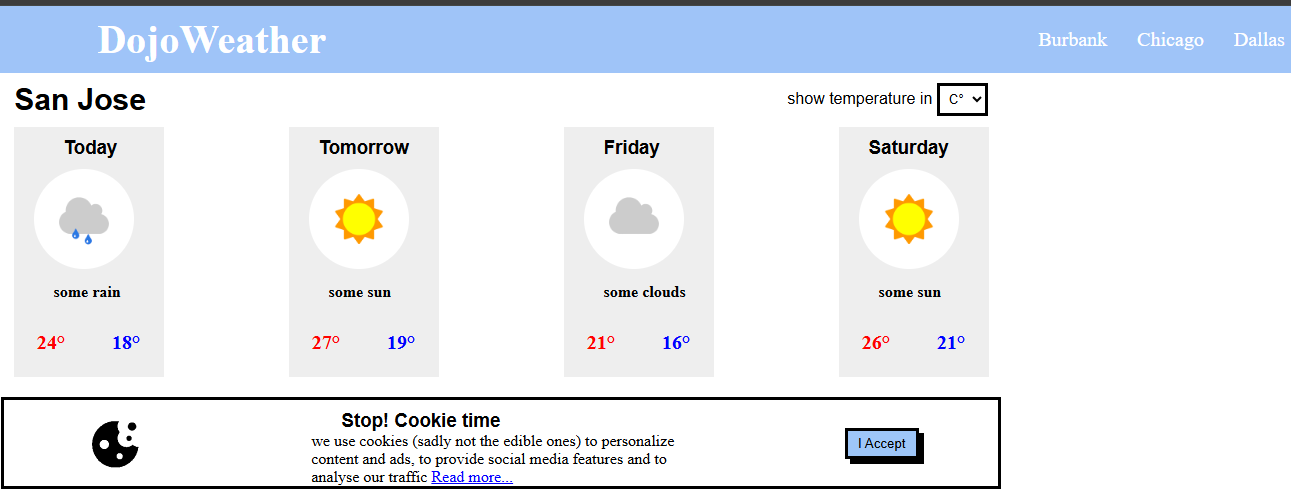 DojoWeather Burbank Chicago Dallas
San Jose show temperature in C°
Today Tomorrow Friday Saturday
some rain some sun some clouds some sun
24° 18° 27° 19° 21° 16° 26° 21°
Stop! Cookie time
we use cookies (sadly not the edible ones) to personalize
content and ads, to provide social media features and to
analyse our traffic Read more...
I Accept